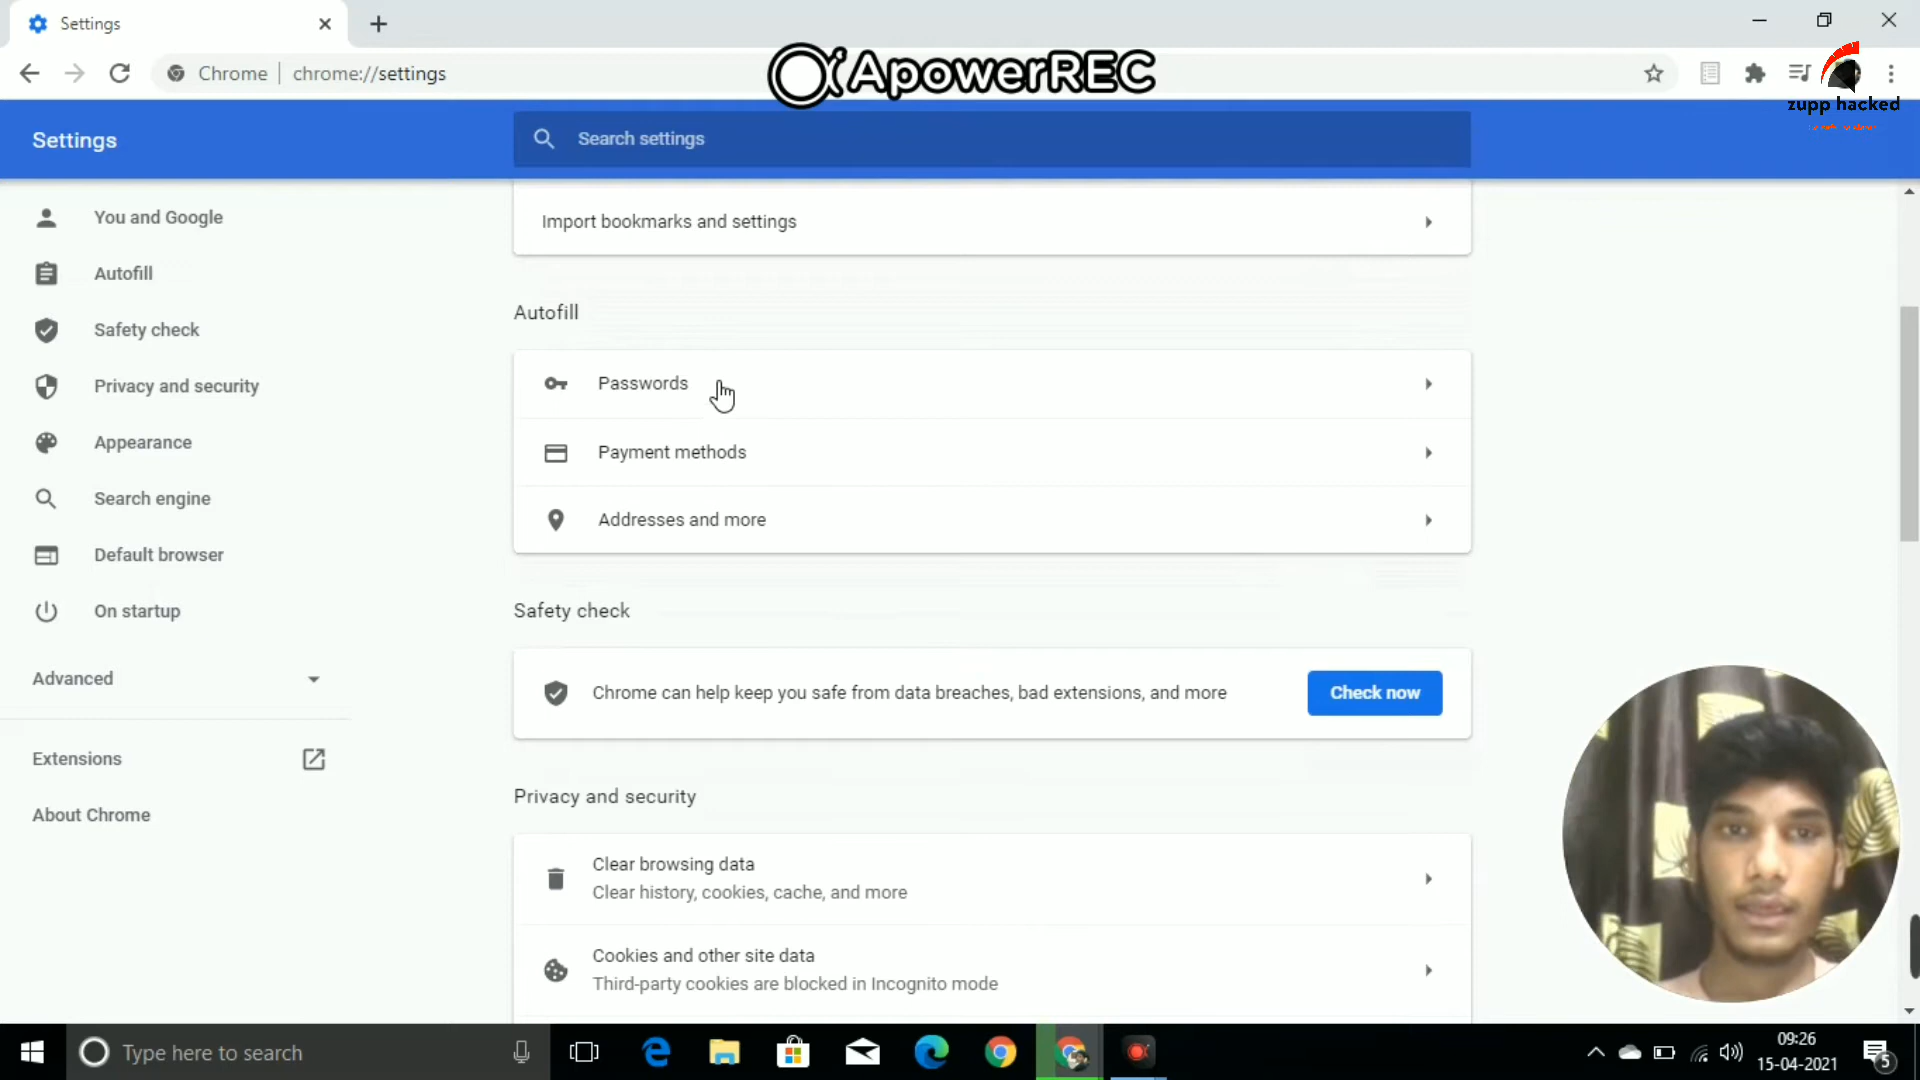 Settings
Chrome
chrome://settings
ApowerREC
zupp hacked
Settings
Search settings
You and Google
Autofill
Safety check
Privacy and security
Appearance
Search engine
Default browser
On startup
Advanced
Extensions
About Chrome
Import bookmarks and settings
Autofill
Passwords
Payment methods
Addresses and more
Safety check
Chrome can help keep you safe from data breaches, bad extensions, and more
Check now
Privacy and security
Clear browsing data
Clear history, cookies, cache, and more
Cookies and other site data
Third-party cookies are blocked in Incognito mode
Type here to search
09:26
15-04-2021
5